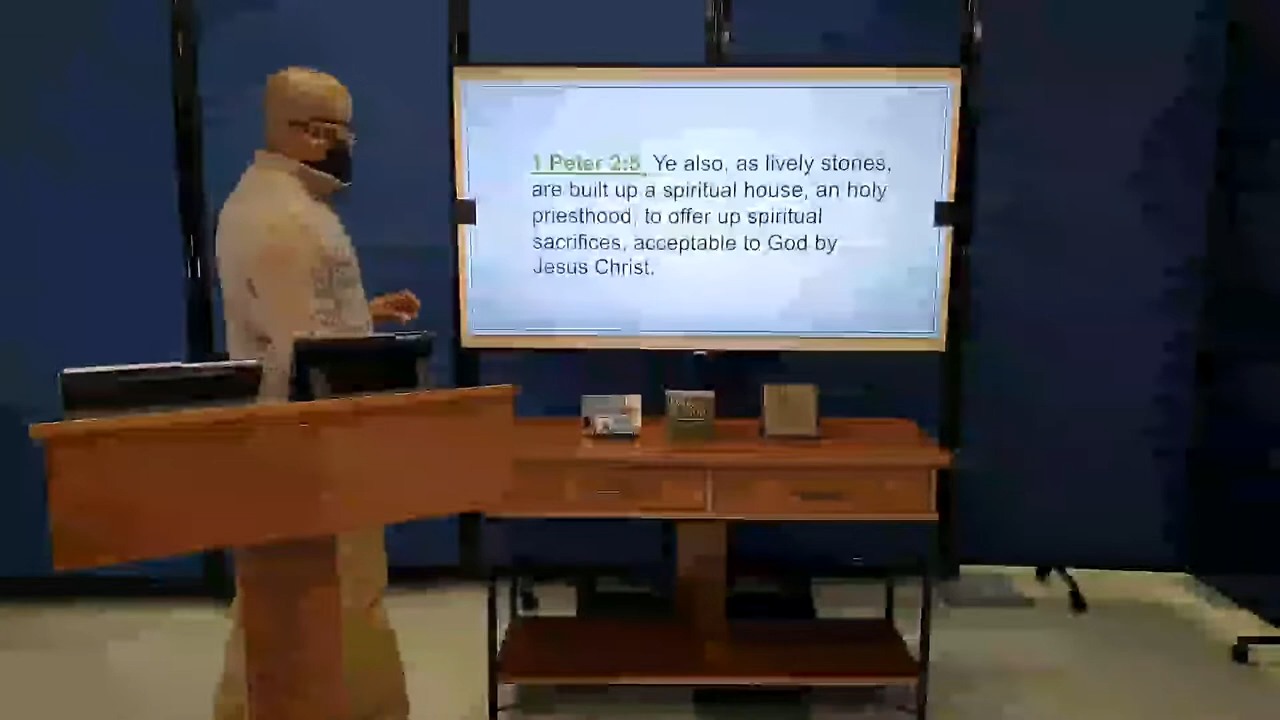 1 Peter 2:5 Ye also, as lively stones,
are built up a spiritual house, an holy
priesthood, to offer up spiritual
sacrifices, acceptable to God by
Jesus Christ.